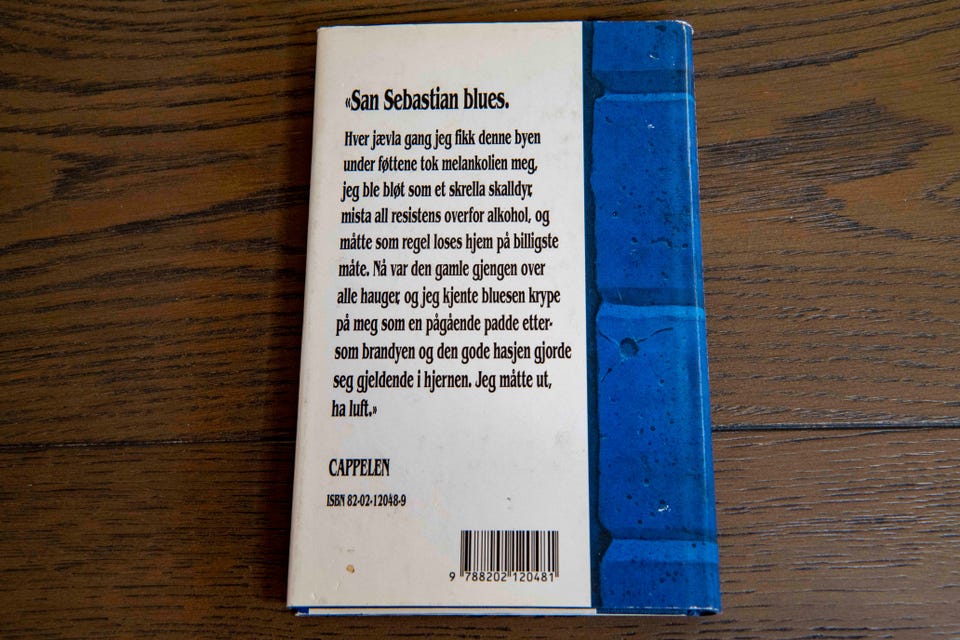 «San Sebastian blues.
Hver jævla gang jeg fikk denne byen
under føttene tok melankolien meg,
jeg ble bløt som et skrella skalldyr,
mista all resistens overfor alkohol, og
måtte som regel loses hjem på billigste
måte. Nå var den gamle gjengen over
alle hauger, og jeg kjente bluesen krype
på meg som en pågående padde etter-
som brandyen og den gode hasjen gjorde
seg gjeldende i hjernen. Jeg måtte ut,
ha luft.»
CAPPELEN
ISBN 82-02-12048-9
9 788202 120481